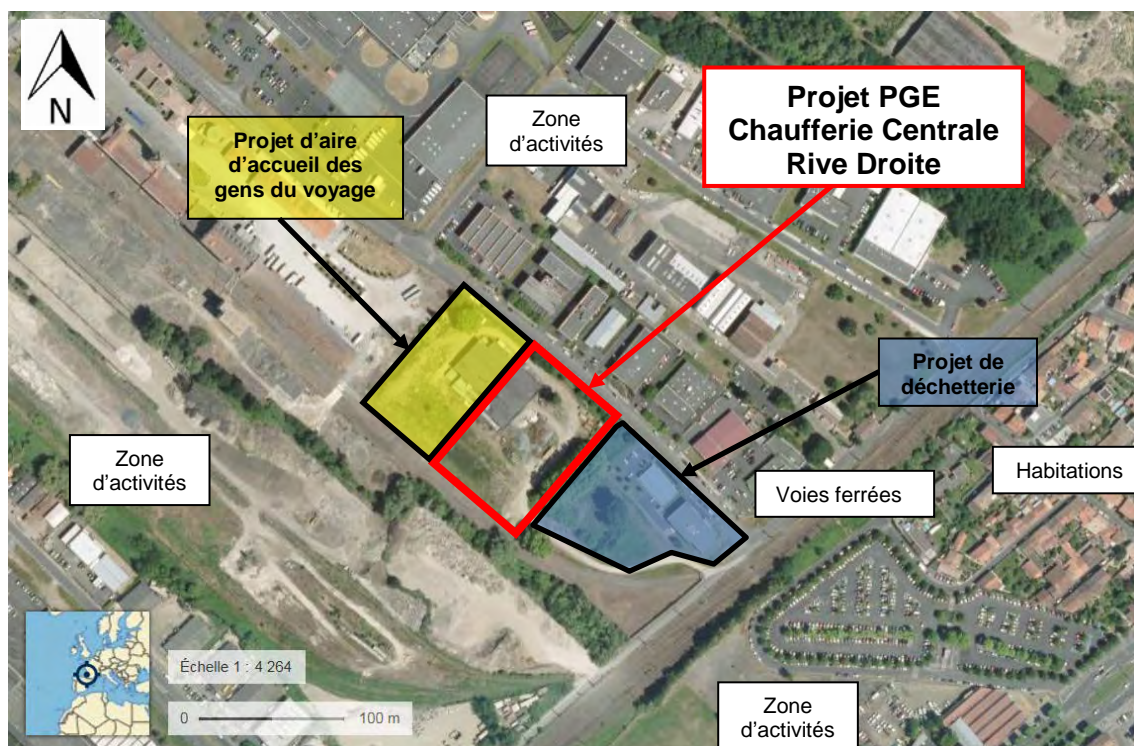 N
Projet d'aire
d'accueil des
gens du voyage
Zone
d'activités
Projet PGE
Chaufferie Centrale
Rive Droite
Projet de
déchetterie
Zone
d'activités
Voies ferrées
Habitations
Échelle 1 : 4 264
0 100 m
Zone
d'activités